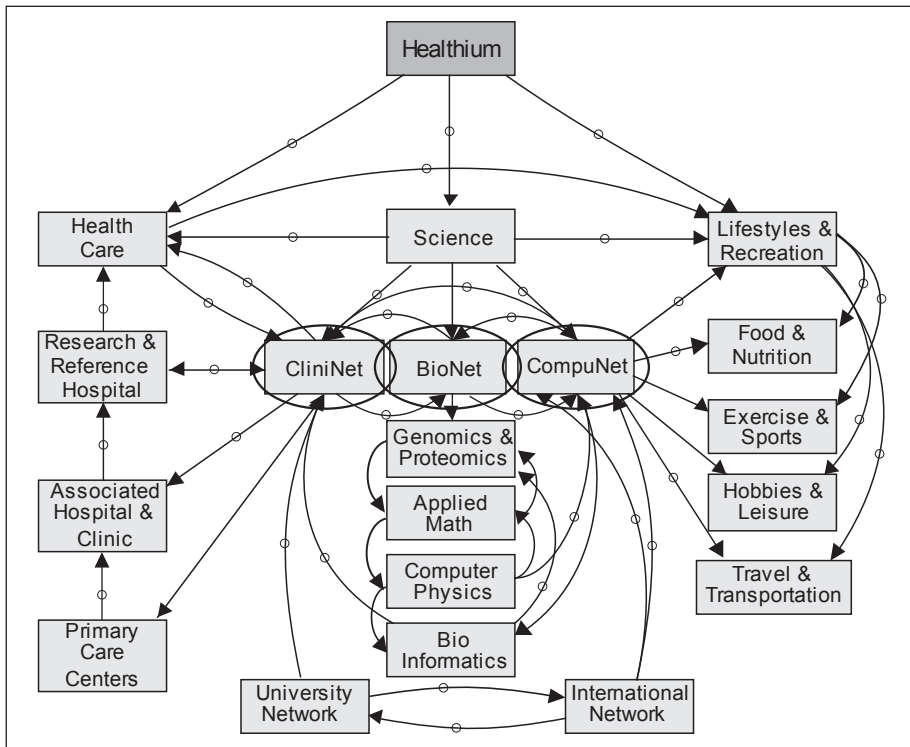 Healthium
Health
Care
Science
Lifestyles &
Recreation
Research &
Reference
Hospital
CliniNet
BioNet
CompuNet
Food &
Nutrition
Genomics &
Proteomics
Exercise &
Sports
Associated
Hospital &
Clinic
Applied
Math
Hobbies &
Leisure
Computer
Physics
Travel &
Transportation
Primary
Care
Centers
Bio
Informatics
University
Network
International
Network